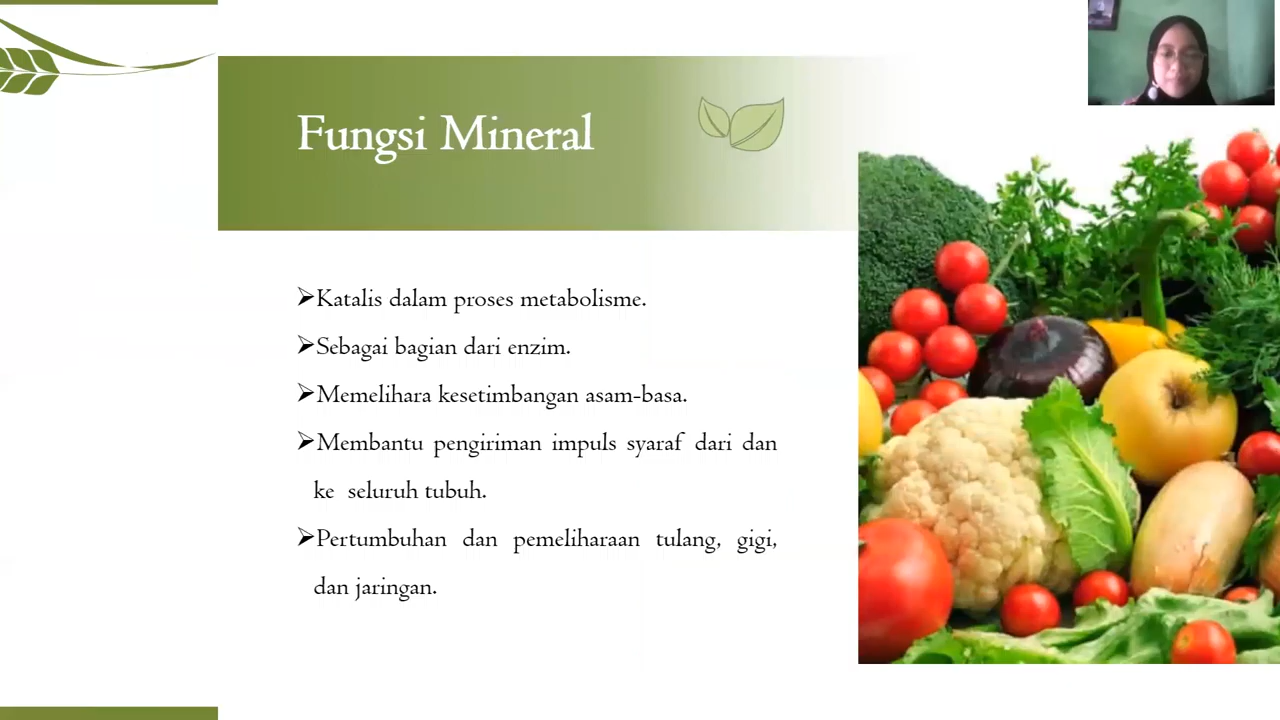 Fungsi Mineral
➢Katalis dalam proses metabolisme.
➢Sebagai bagian dari enzim.
➢Memelihara kesetimbangan asam-basa.
➢Membantu pengiriman impuls syaraf dari dan
ke seluruh tubuh.
➢Pertumbuhan dan pemeliharaan tulang, gigi,
dan jaringan.